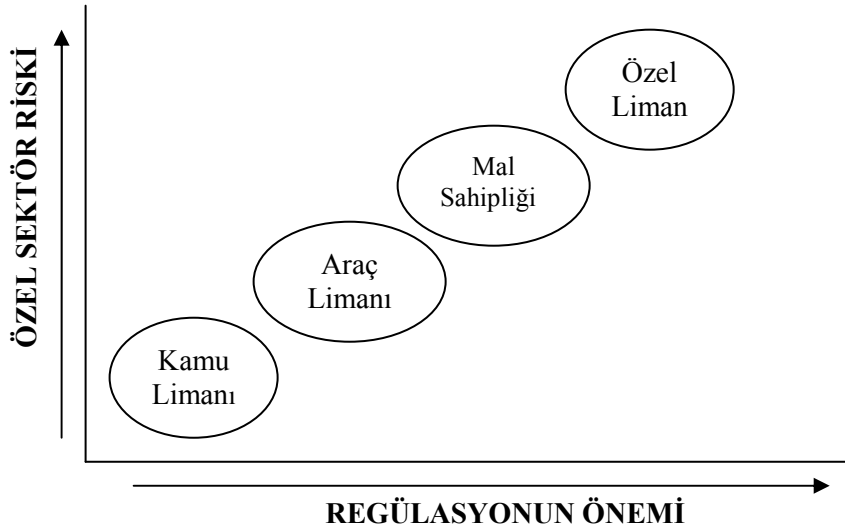 ÖZEL SEKTÖR RİSKİ
Özel
Liman
Mal
Sahipliği
Araç
Limanı
Kamu
Limanı
REGÜLASYONUN ÖNEMİ